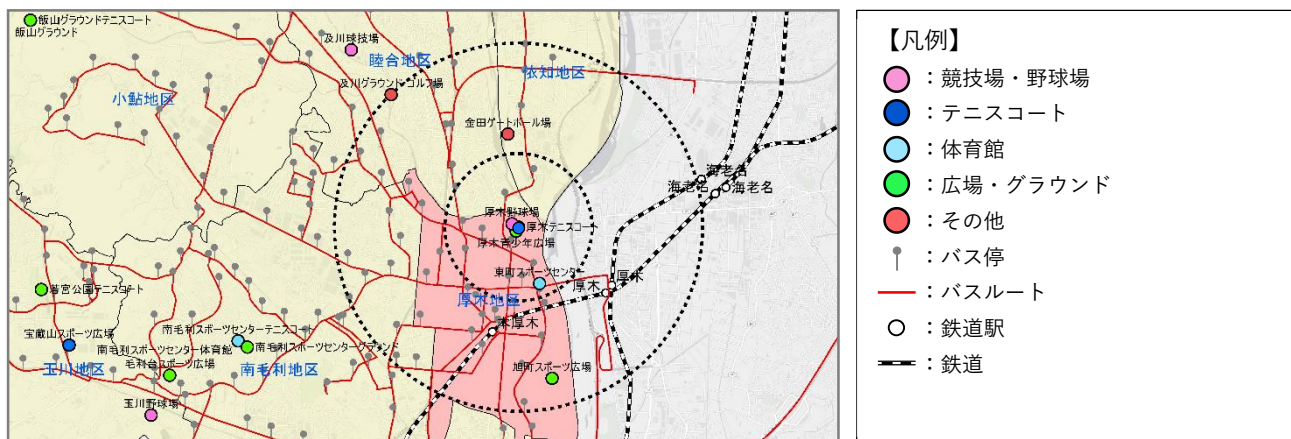 飯山グラウンドテニスコート
飯山グラウンド
及川球技場
睦合地区
依知地区
及川グラウンド・ゴルフ場
小鮎地区
金田ゲートボール場
海老名
海老名
海老名
厚木野球場
厚木テニスコート
厚木青少年広場
東町スポーツセンター
厚木
厚木
若宮公園テニスコート
厚木地区
本厚木
宝蔵山スポーツ広場
南毛利スポーツセンターテニスコート
南毛利スポーツセンター体育館
南毛利スポーツセンターグラウンド
毛利台スポーツ広場
玉川地区
南毛利地区
旭町スポーツ広場
玉川野球場
【凡例】
：競技場・野球場
：テニスコート
：体育館
：広場・グラウンド
：その他
：バス停
：バスルート
：鉄道駅
：鉄道